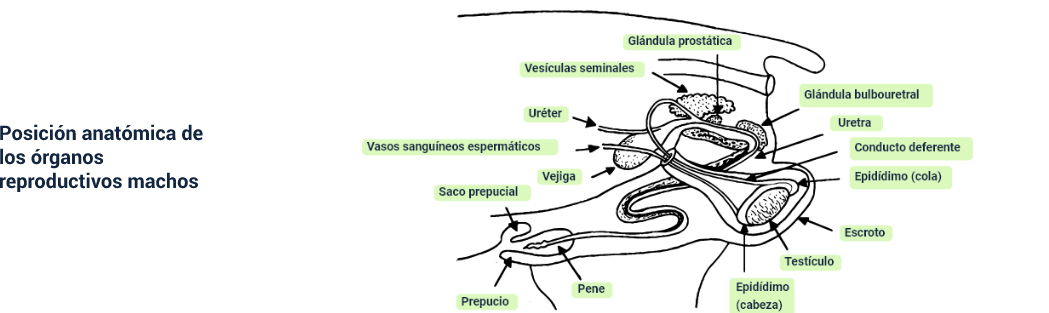 Posición anatómica de
los órganos
reproductivos machos
Glándula prostática
Vesículas seminales
Glándula bulbouretral
Uréter
Uretra
Vasos sanguíneos espermáticos
Conducto deferente
Vejiga
Epidídimo (cola)
Saco prepucial
Escroto
Testículo
Pene
Epidídimo
(cabeza)
Prepucio